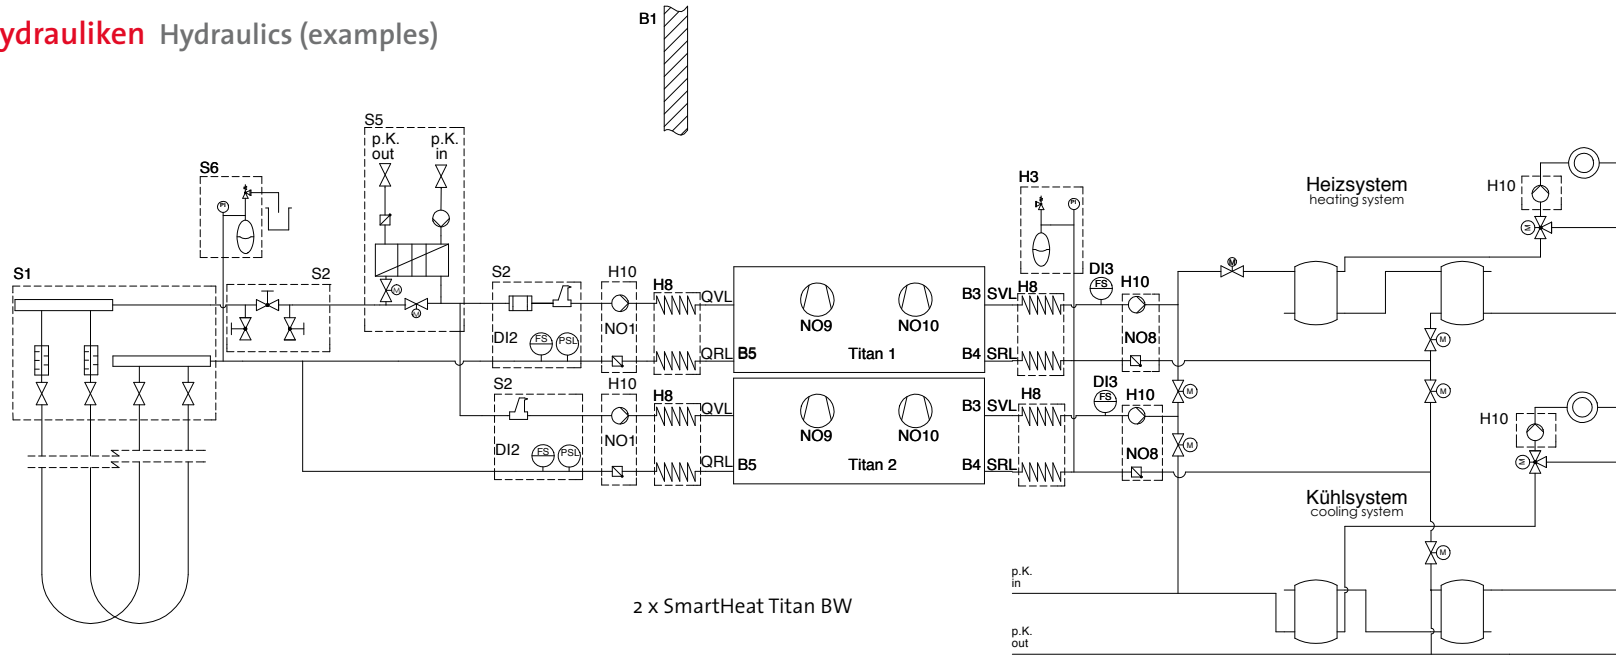 ydrauliken Hydraulics (examples)
B1
S5
p.K.
out
p.K.
in
S6
PI
H3
PI
Heizsystem
heating system
H10
M
S1
S2
M
M
S2
H10
H8
QVL
B3
SVL
H8
DI3
FS
H10
M
NO9
NO10
DI2
FS
PSL
NO1
NO8
QRL
B5
Titan 1
B4
SRL
M
S2
H10
H8
QVL
B3
SVL
H8
DI3
FS
H10
M
M
NO9
NO10
H10
DI2
FS
PSL
NO1
NO8
M
QRL
B5
Titan 2
B4
SRL
M
Kühlsystem
cooling system
M
p.K.
in
2 x SmartHeat Titan BW
p.K.
out